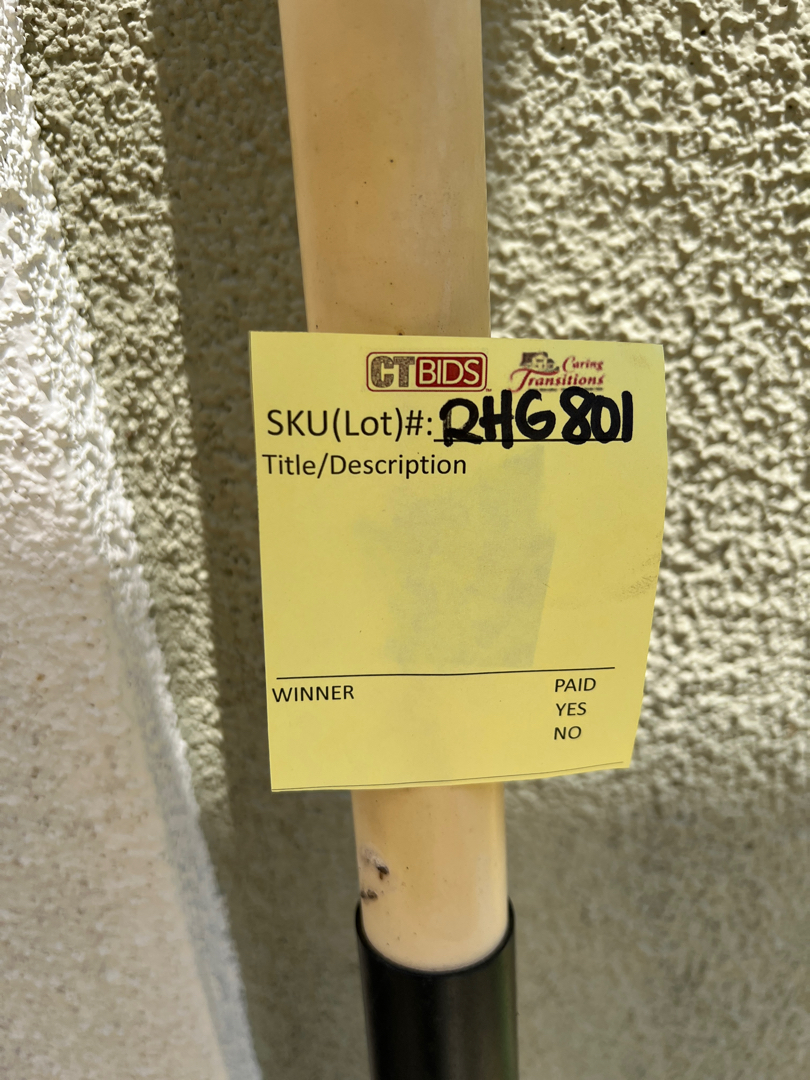 CTBIDS
Caring
Transitions
SKU(Lot)#: RHG801
Title/Description
WINNER
PAID
YES
NO